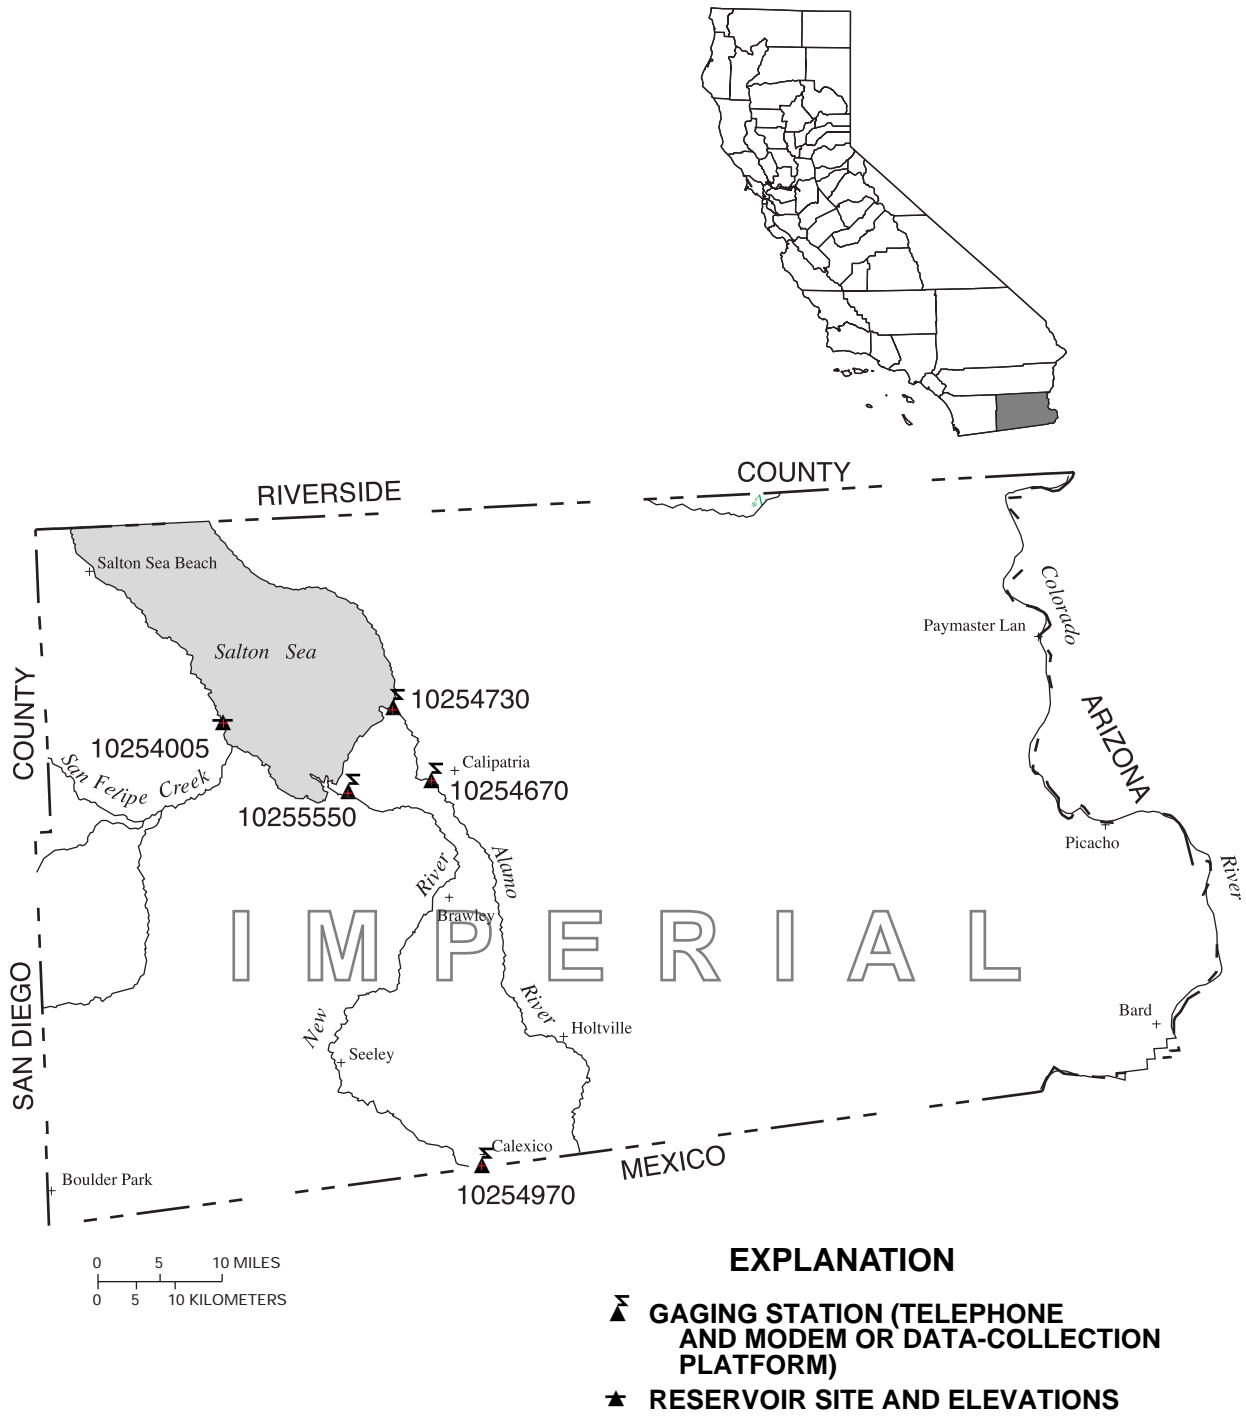 COUNTY
RIVERSIDE
#7
Salton Sea Beach
Colorado
Paymaster Lan
Salton Sea
10254730
COUNTY
ARIZONA
10254005
San Felipe Creek
Calipatria
10254670
10255550
Picacho
River
Alamo
River
Brawley
IMPERIAL
SAN DIEGO
New
River
Bard
Holtville
Seeley
Calexico
MEXICO
Boulder Park
10254970
0 5 10 MILES
0 5 10 KILOMETERS
EXPLANATION
GAGING STATION (TELEPHONE
AND MODEM OR DATA-COLLECTION
PLATFORM)
RESERVOIR SITE AND ELEVATIONS